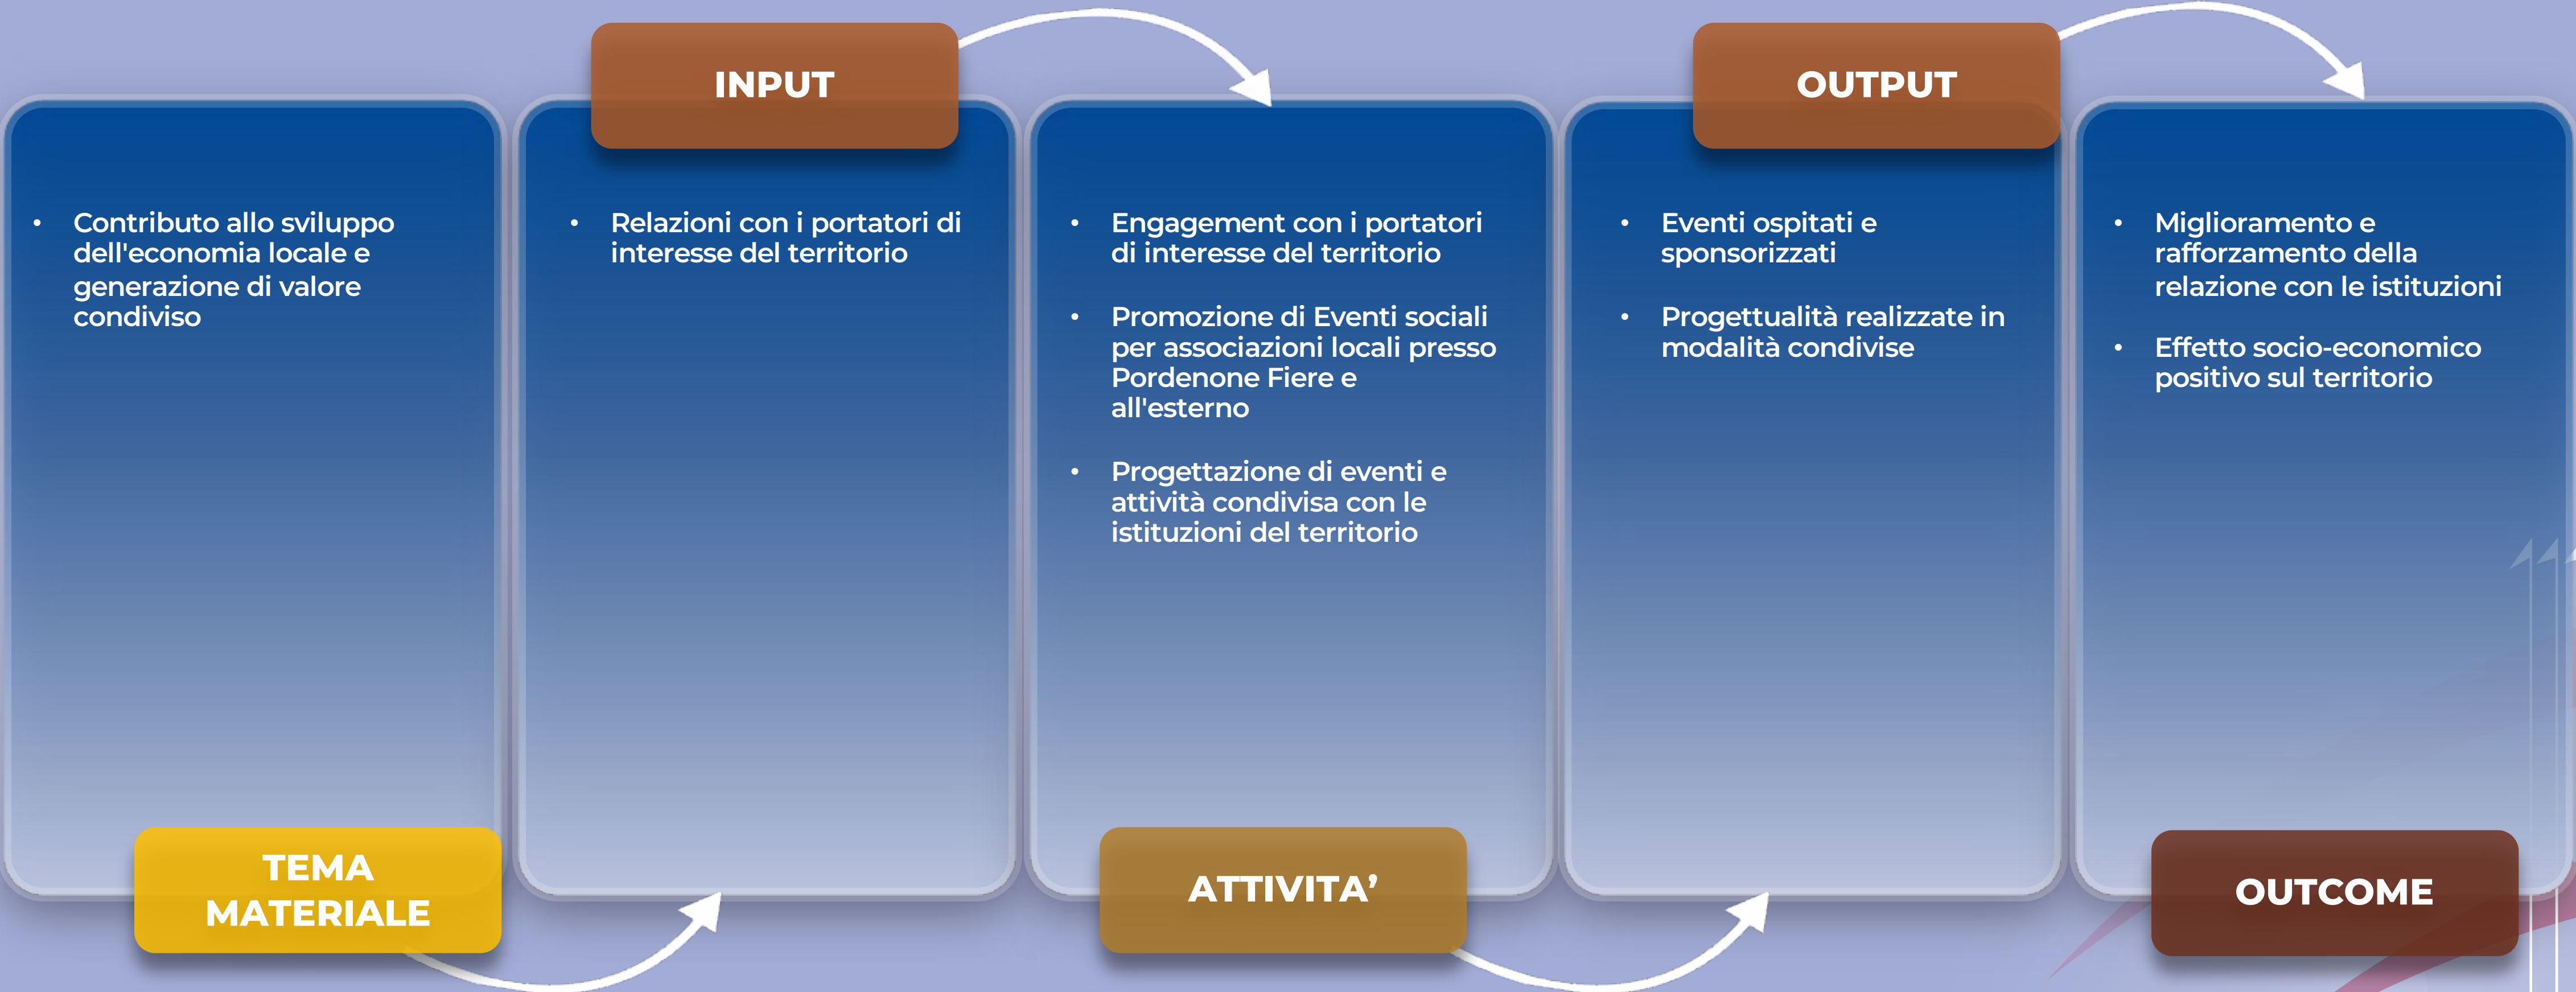 INPUT
OUTPUT
• Contributo allo sviluppo
dell'economia locale e
generazione di valore
condiviso
• Relazioni con i portatori di
interesse del territorio
• Engagement con i portatori
di interesse del territorio
• Promozione di Eventi sociali
per associazioni locali presso
Pordenone Fiere e
all'esterno
• Progettazione di eventi e
attività condivisa con le
istituzioni del territorio
• Eventi ospitati e
sponsorizzati
• Progettualità realizzate in
modalità condivise
• Miglioramento e
rafforzamento della
relazione con le istituzioni
• Effetto socio-economico
positivo sul territorio
TEMA
MATERIALE
ATTIVITA’
OUTCOME